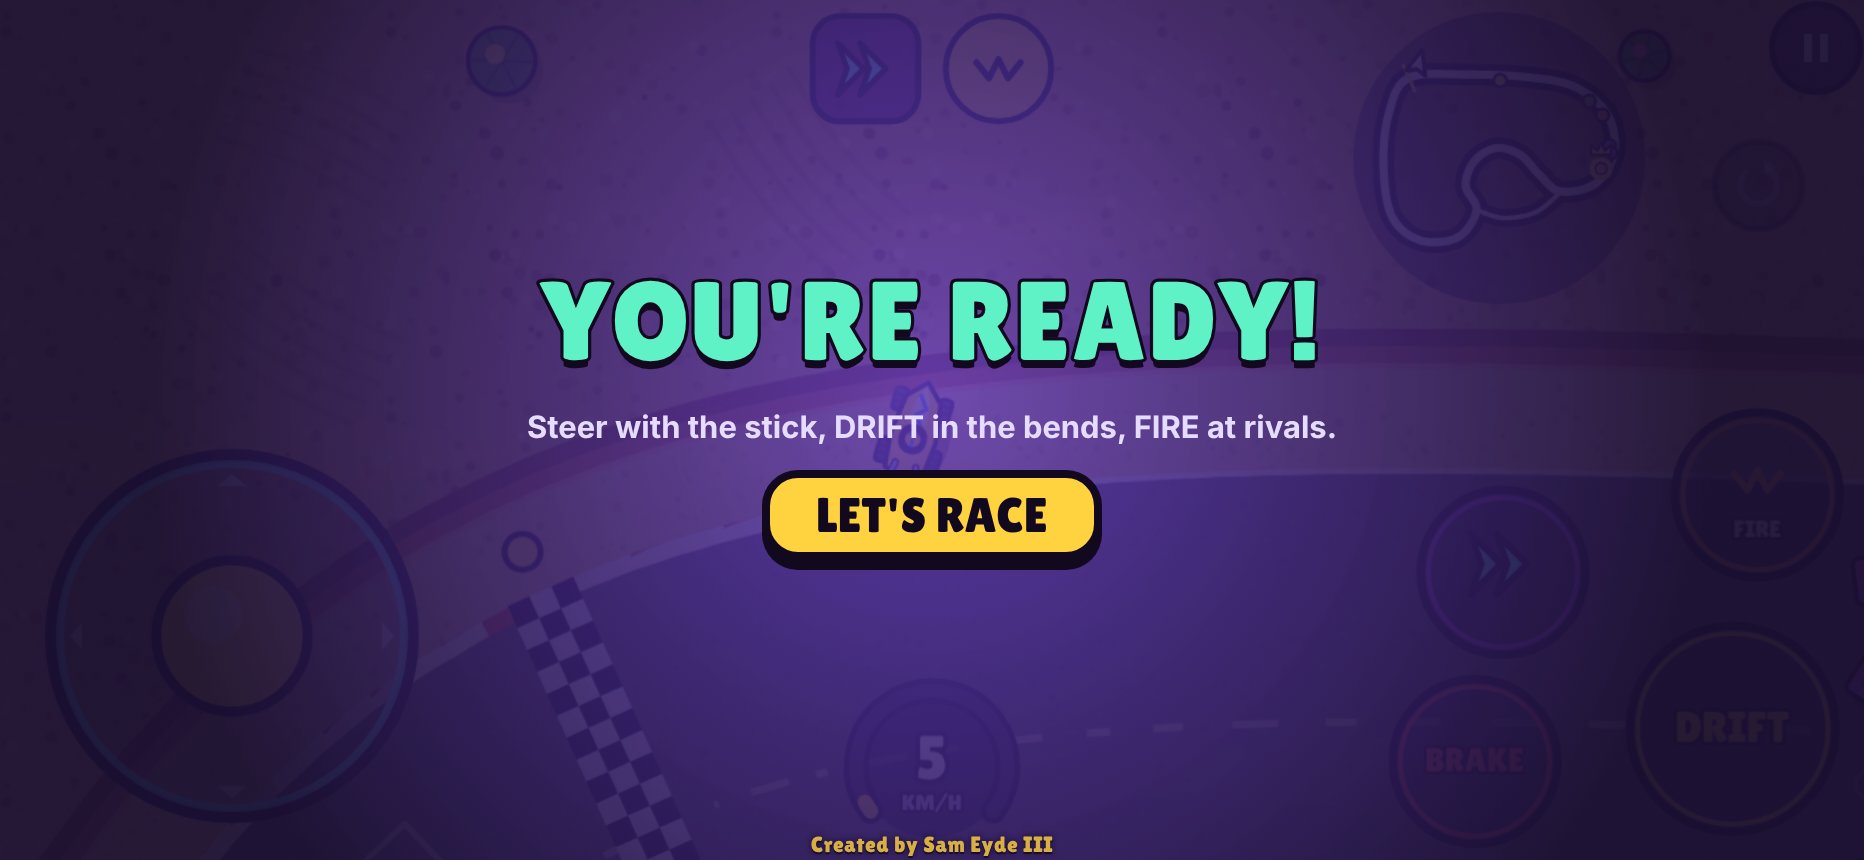 YOU'RE READY!
Steer with the stick, DRIFT in the bends, FIRE at rivals.
LET'S RACE
FIRE
DRIFT
BRAKE
5
KM/H
Created by Sam Eyde III